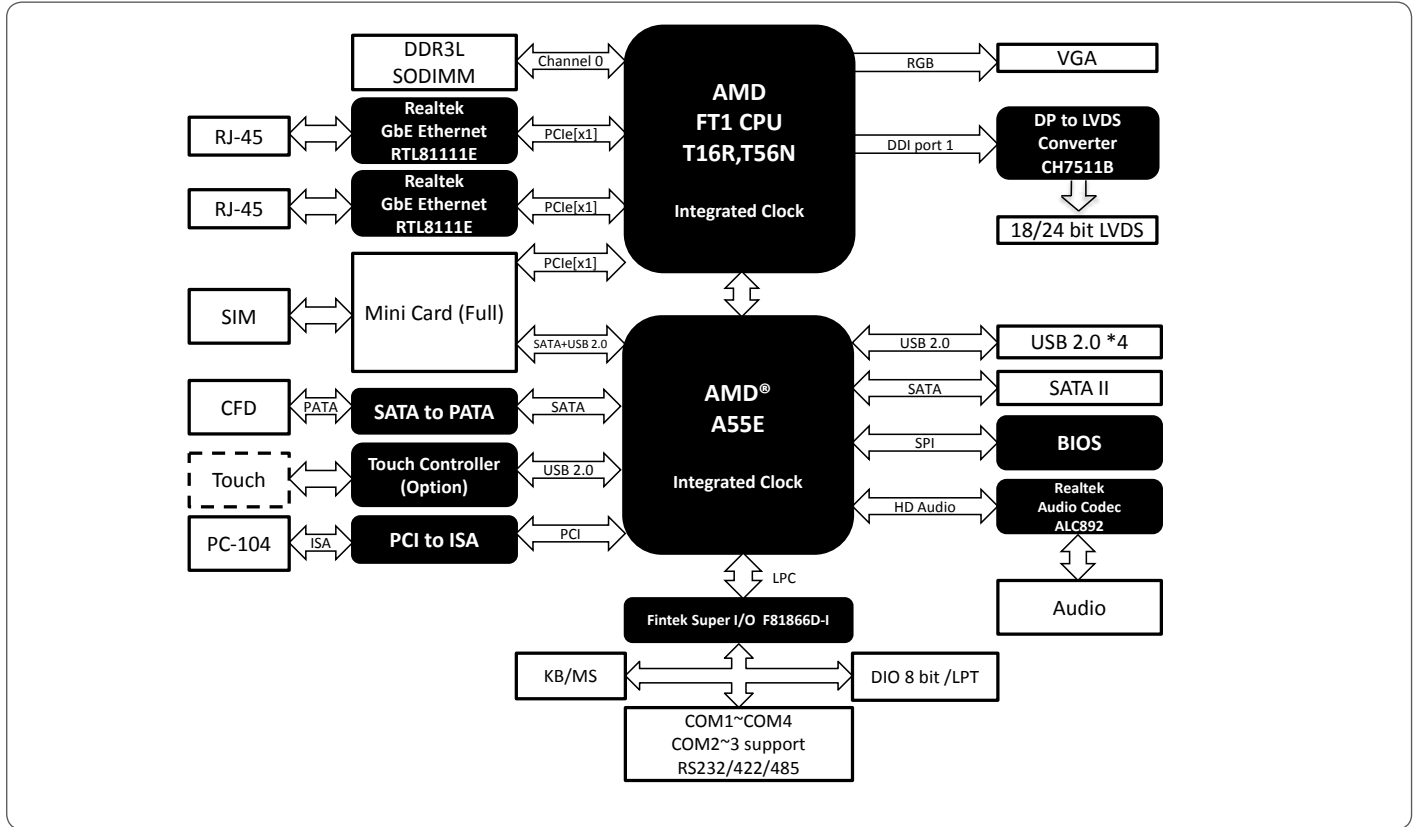 DDR3L
SODIMM
Channel 0
AMD
FT1 CPU
T16R,T56N
Integrated Clock
RGB
VGA
RJ-45
Realtek
GbE Ethernet
RTL81111E
PCIe[x1]
DDI port 1
DP to LVDS
Converter
CH7511B
RJ-45
Realtek
GbE Ethernet
RTL8111E
PCIe[x1]
18/24 bit LVDS
SIM
Mini Card (Full)
PCIe[x1]
SATA+USB 2.0
AMD®
A55E
Integrated Clock
USB 2.0
USB 2.0 *4
CFD
PATA
SATA to PATA
SATA
SATA
SATA II
Touch
Touch Controller
(Option)
USB 2.0
SPI
BIOS
PC-104
ISA
PCI to ISA
PCI
HD Audio
Realtek
Audio Codec
ALC892
LPC
Audio
Fintek Super I/O F81866D-I
KB/MS
DIO 8 bit /LPT
COM1~COM4
COM2~3 support
RS232/422/485